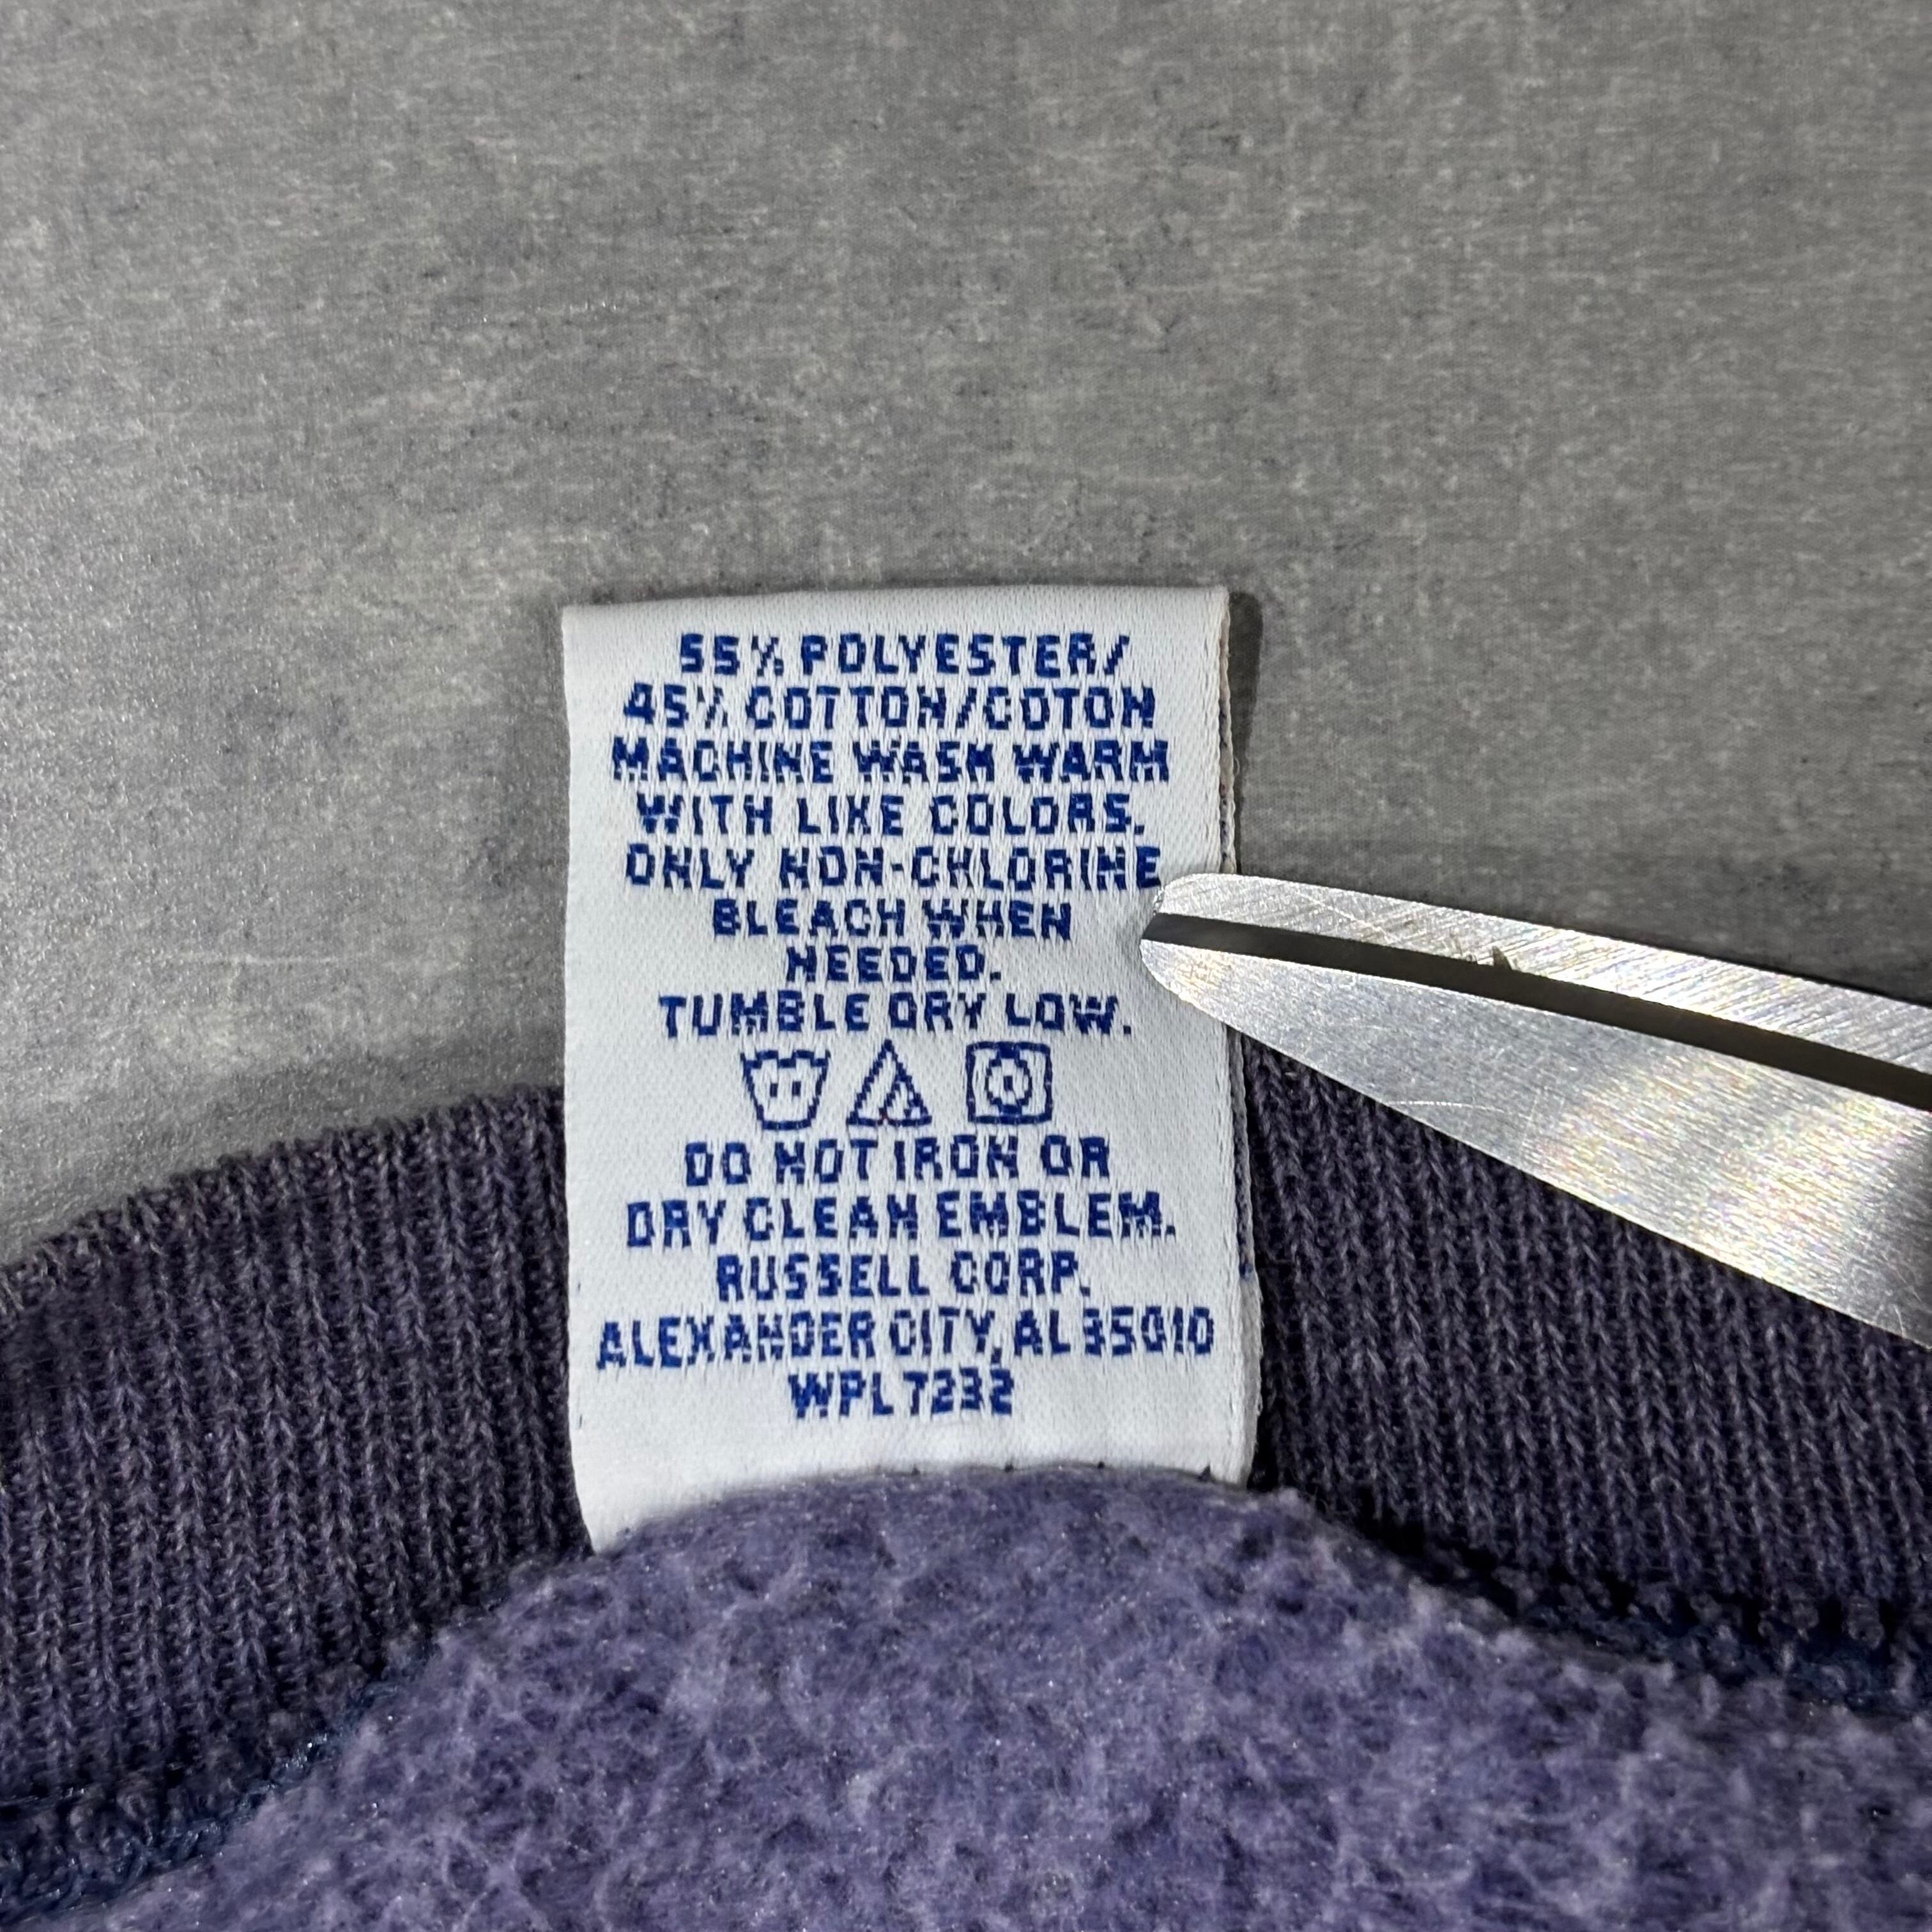 55% POLYESTER/
45% COTTON/COTON
MACHINE WASH WARM
WITH LIKE COLORS.
ONLY NON-CHLORINE
BLEACH WHEN
NEEDED.
TUMBLE DRY LOW.
DO NOT IRON OR
DRY CLEAN EMBLEM.
RUSSELL CORP.
ALEXANDER CITY, AL 35010
WPL 7232